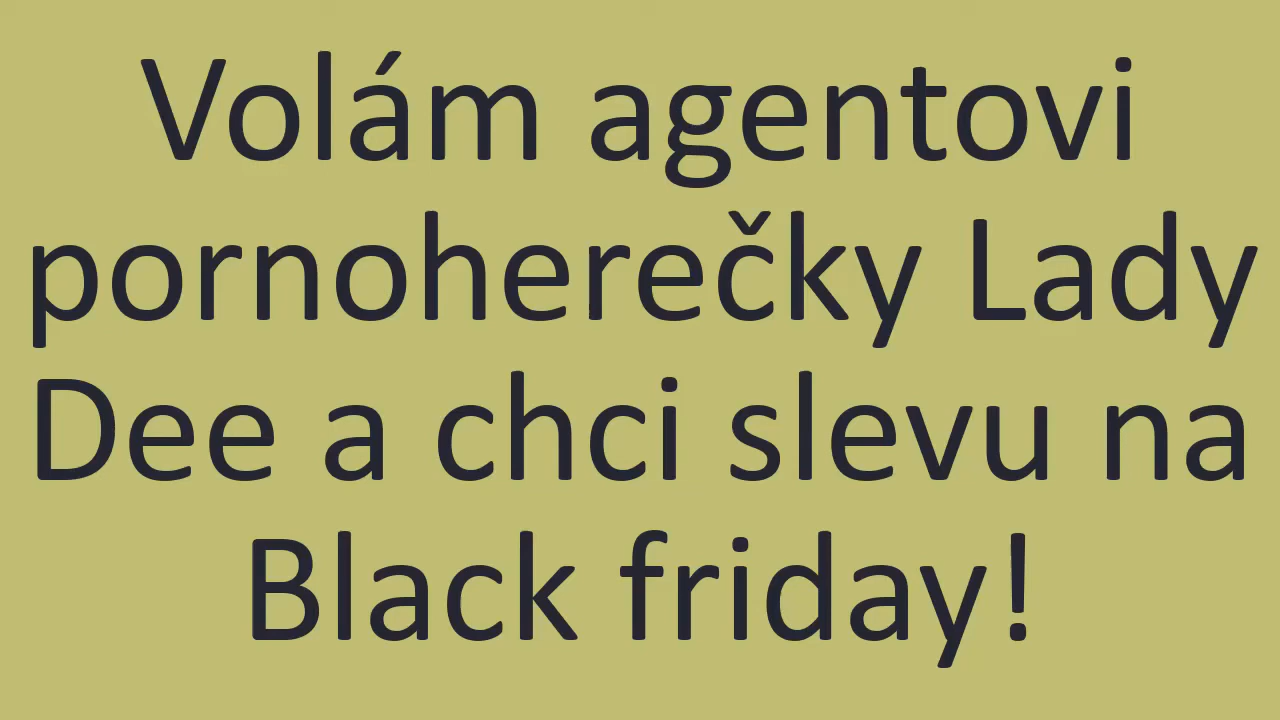 Volám agentovi
pornoherečky Lady
Dee a chci slevu na
Black friday!